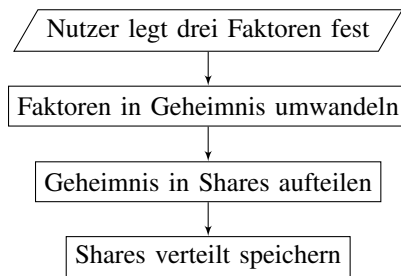 Nutzer legt drei Faktoren fest
Faktoren in Geheimnis umwandeln
Geheimnis in Shares aufteilen
Shares verteilt speichern